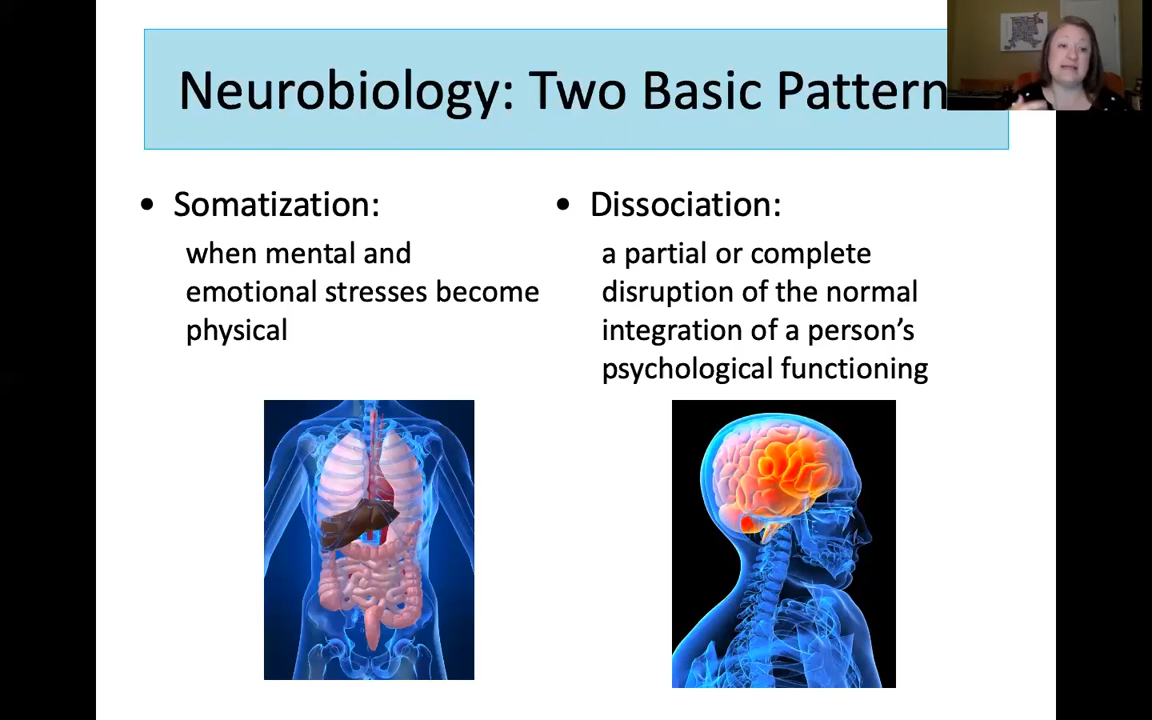 Neurobiology: Two Basic Pattern
• Somatization:
when mental and
emotional stresses become
physical
• Dissociation:
a partial or complete
disruption of the normal
integration of a person’s
psychological functioning